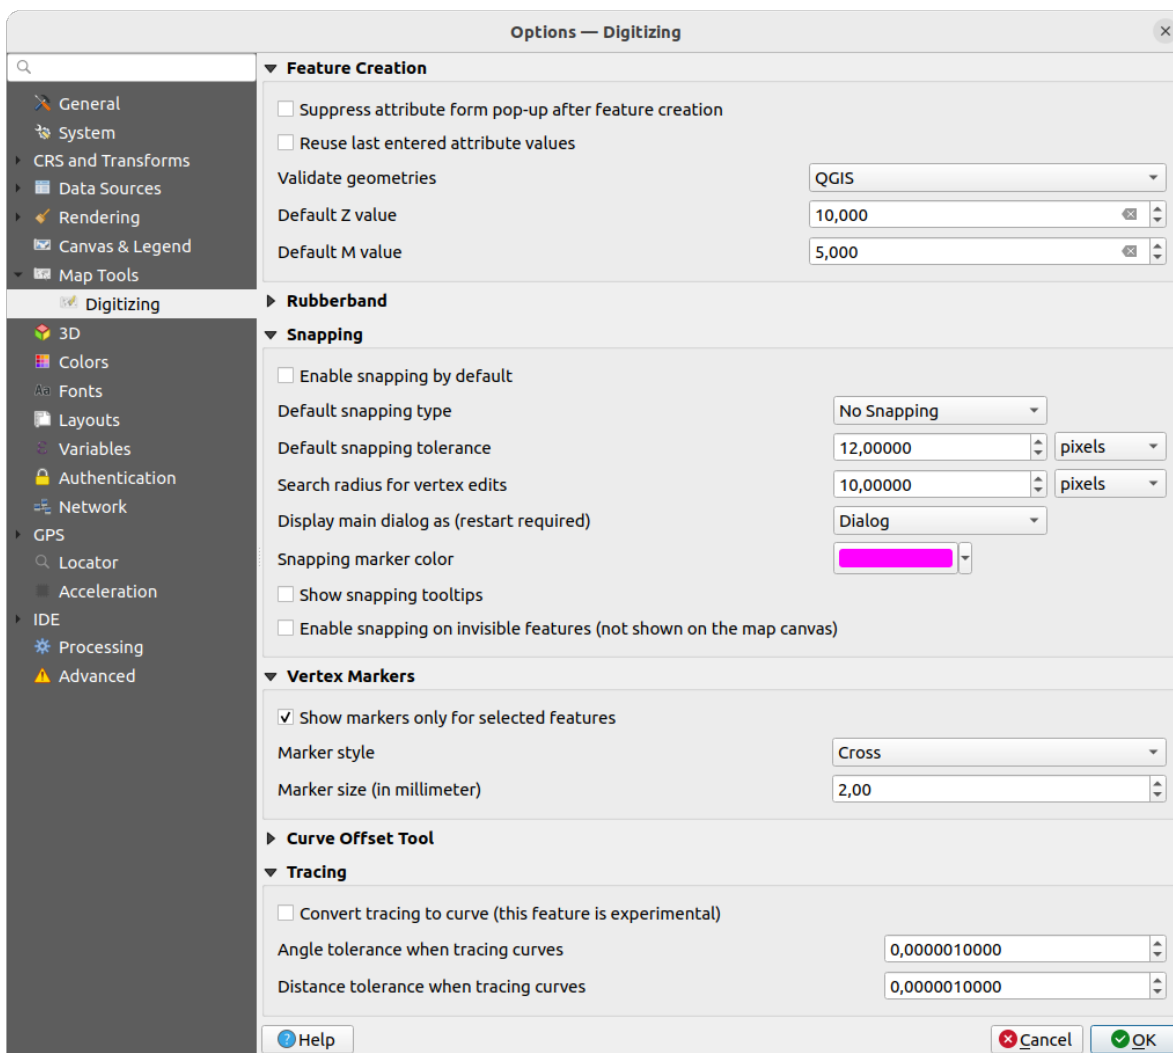 Options — Digitizing
General
System
CRS and Transforms
Data Sources
Rendering
Canvas & Legend
Map Tools
Digitizing
3D
Colors
Aa Fonts
Layouts
ε Variables
Authentication
Network
GPS
Locator
Acceleration
IDE
Processing
Advanced
Feature Creation
Suppress attribute form pop-up after feature creation
Reuse last entered attribute values
Validate geometries QGIS
Default Z value 10,000
Default M value 5,000
Rubberband
Snapping
Enable snapping by default
Default snapping type No Snapping
Default snapping tolerance 12,00000 pixels
Search radius for vertex edits 10,00000 pixels
Display main dialog as (restart required) Dialog
Snapping marker color
Show snapping tooltips
Enable snapping on invisible features (not shown on the map canvas)
Vertex Markers
Show markers only for selected features
Marker style Cross
Marker size (in millimeter) 2,00
Curve Offset Tool
Tracing
Convert tracing to curve (this feature is experimental)
Angle tolerance when tracing curves 0,0000010000
Distance tolerance when tracing curves 0,0000010000
? Help Cancel OK